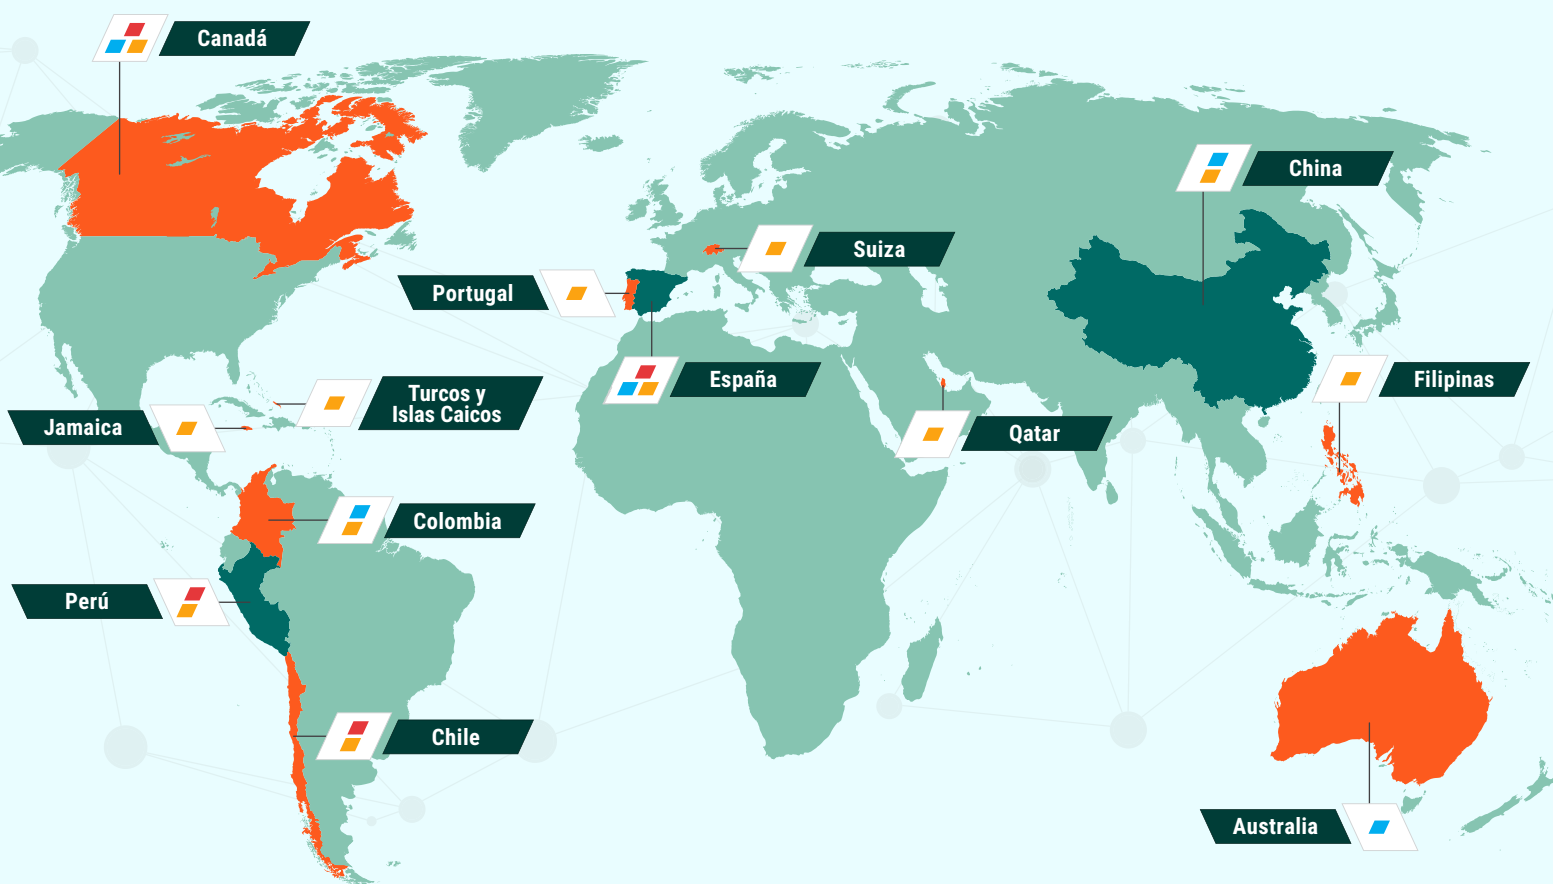 Canadá
China
Suiza
Portugal
España
Filipinas
Turcos y
Islas Caicos
Jamaica
Qatar
Colombia
Perú
Chile
Australia